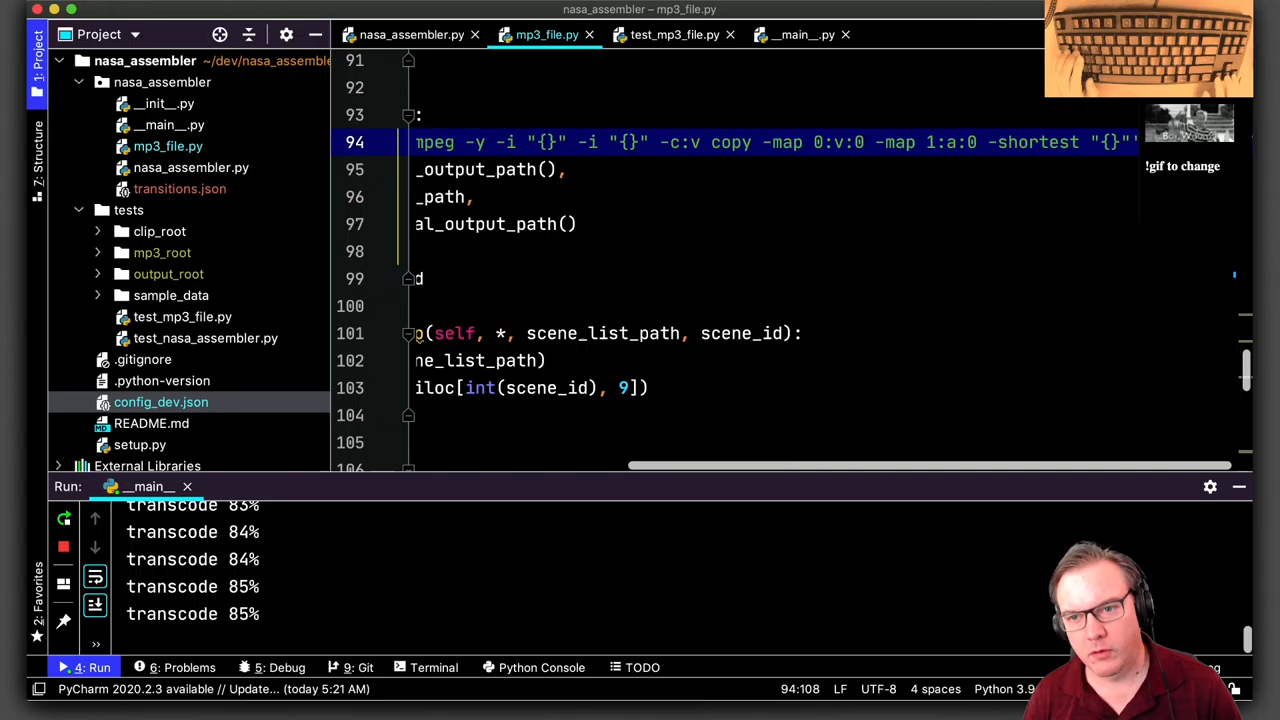 nasa_assembler – mp3_file.py
Project
nasa_assembler.py
mp3_file.py
test_mp3_file.py
__main__.py
1: Project
7: Structure
2: Favorites
nasa_assembler ~/dev/nasa_assemble
nasa_assembler
__init__.py
__main__.py
mp3_file.py
nasa_assembler.py
transitions.json
tests
clip_root
mp3_root
output_root
sample_data
test_mp3_file.py
test_nasa_assembler.py
.gitignore
.python-version
config_dev.json
README.md
setup.py
External Libraries
91
92
93 :
94 mpeg -y -i "{}" -i "{}" -c:v copy -map 0:v:0 -map 1:a:0 -shortest "{}"'
95 _output_path(),
96 _path,
97 al_output_path()
98
99 d
100
101 p(self, *, scene_list_path, scene_id):
102 ne_list_path)
103 iloc[int(scene_id), 9])
104
105
106
!gif to change
Run: __main__
transcode 83%
transcode 84%
transcode 84%
transcode 85%
transcode 85%
4: Run
6: Problems
5: Debug
9: Git
Terminal
Python Console
TODO
PyCharm 2020.2.3 available // Update... (today 5:21 AM)
94:108
LF
UTF-8
4 spaces
Python 3.9